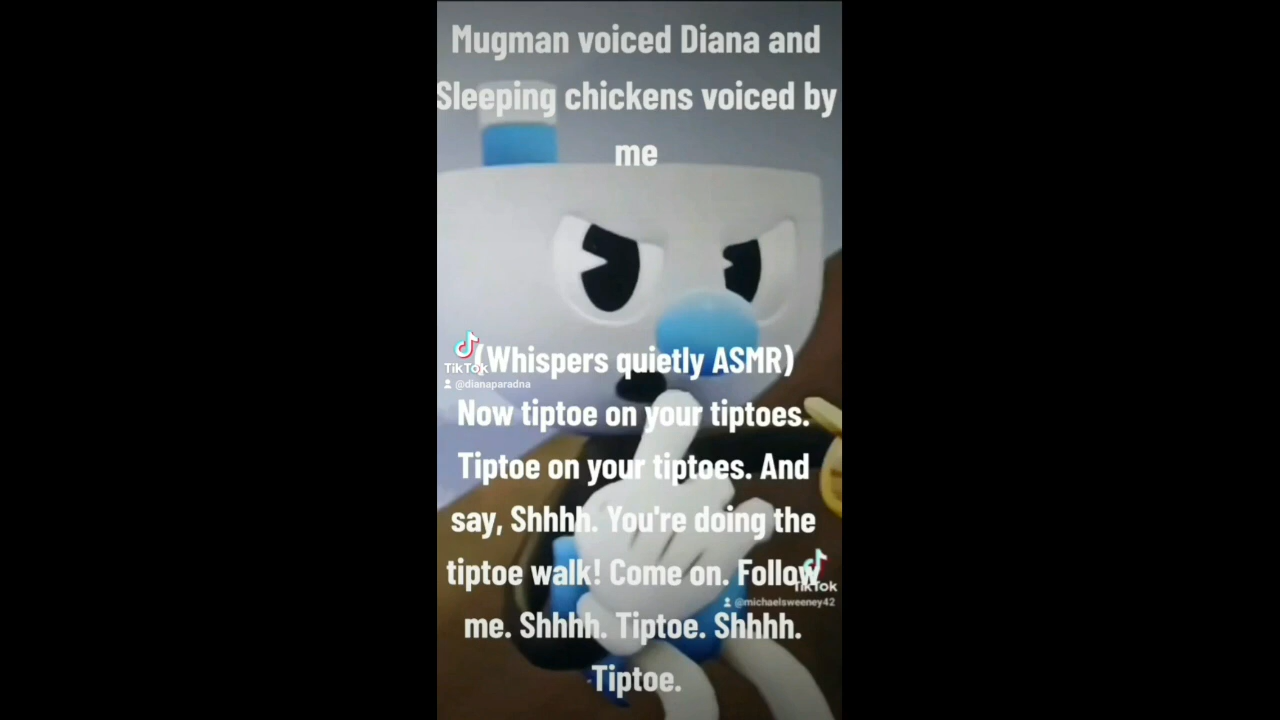 Mugman voiced Diana and
Sleeping chickens voiced by
me
(Whispers quietly ASMR)
TikTok
@dianaparadna
Now tiptoe on your tiptoes.
Tiptoe on your tiptoes. And
say, Shhhh. You're doing the
tiptoe walk! Come on. Follow
TikTok
@michaelsweeney42
me. Shhhh. Tiptoe. Shhhh.
Tiptoe.